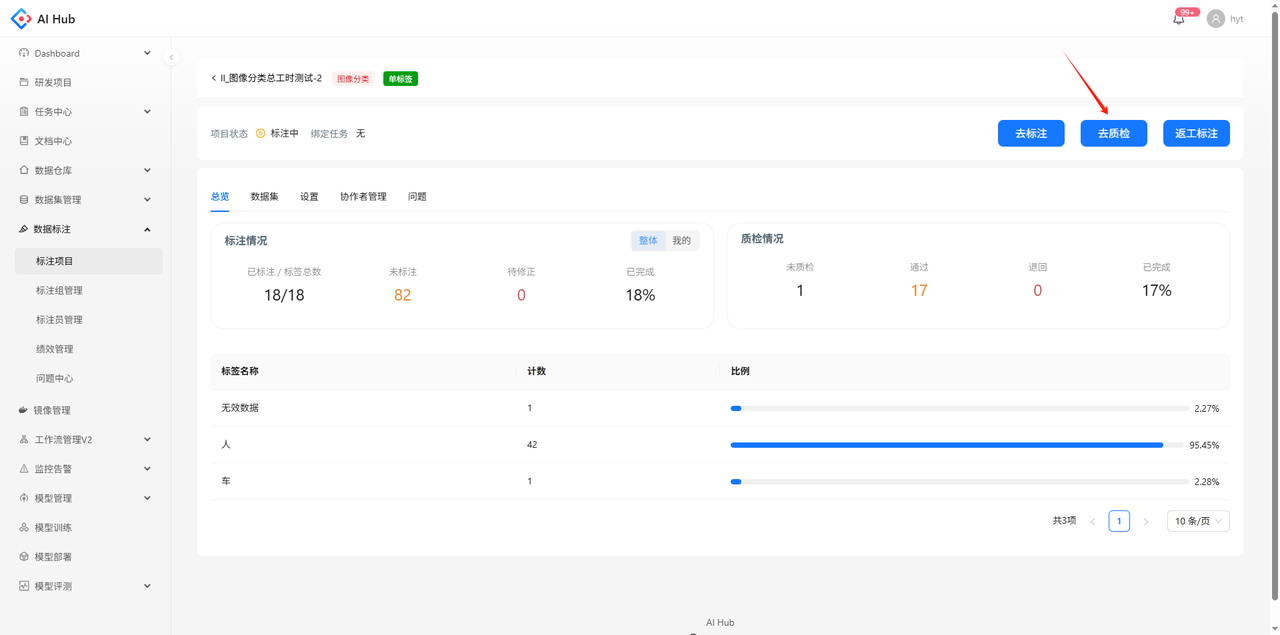 AI Hub
99+
hyt
Dashboard
研发项目
任务中心
文档中心
数据仓库
数据集管理
数据标注
标注项目
标注组管理
标注员管理
绩效管理
问题中心
镜像管理
工作流管理V2
监控告警
模型管理
模型训练
模型部署
模型评测
ll_图像分类总工时测试-2 图像分类 单标签
项目状态 标注中 绑定任务 无
去标注 去质检 返工标注
总览 数据集 设置 协作者管理 问题
标注情况 整体 我的
已标注 / 标签总数 未标注 待修正 已完成
18/18 82 0 18%
质检情况
未质检 通过 退回 已完成
1 17 0 17%
标签名称 计数 比例
无效数据 1 2.27%
人 42 95.45%
车 1 2.28%
共3项 1 10 条/页
AI Hub